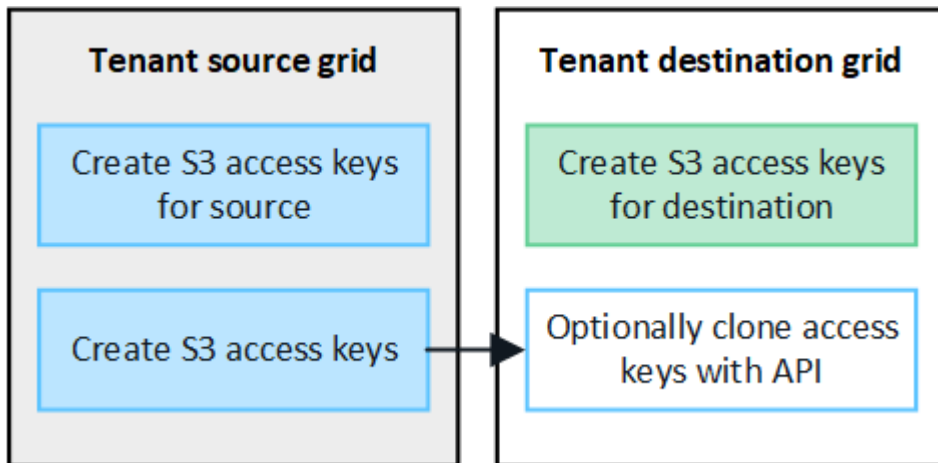 Tenant source grid
Create S3 access keys
for source
Create S3 access keys
Tenant destination grid
Create S3 access keys
for destination
Optionally clone access
keys with API